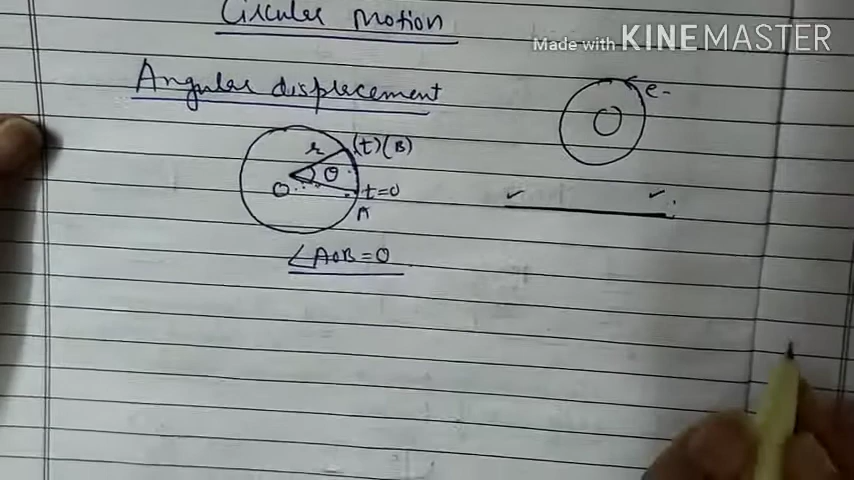 Circular motion
Made with KINEMASTER
Angular displacement
e-
r (t) (B)
θ
O t=0
A
∠AOB = θ